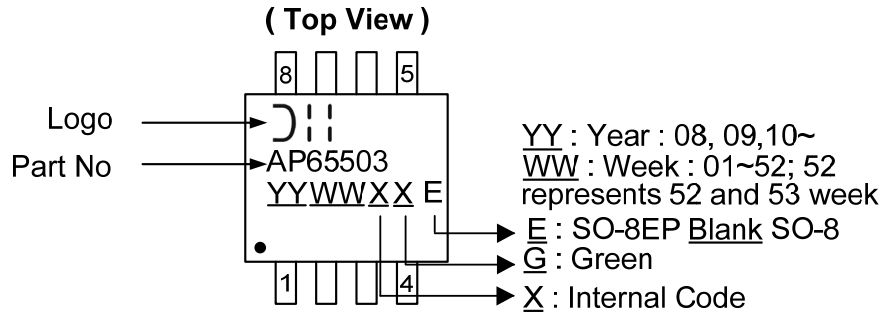 ( Top View )
8 5
Logo
Part No
AP65503
YYWWXX E
1 4
YY : Year : 08, 09,10~
WW : Week : 01~52; 52
represents 52 and 53 week
E : SO-8EP Blank SO-8
G : Green
X : Internal Code